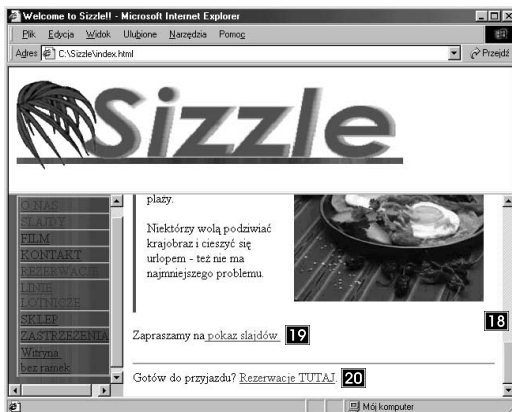 Welcome to Sizzle!! - Microsoft Internet Explorer
Plik Edycja Widok Ulubione Narzędzia Pomoc
Adres C:\Sizzle\index.html Przejdź
Sizzle
O NAS
SLAJDY
FILM
KONTAKT
REZERWACJE
LINIE
LOTNICZE
SKLEP
ZASTRZEŻENIA
Witryna
bez ramek
plaży.
Niektórzy wolą podziwiać
krajobraz i cieszyć się
urlopem - też nie ma
najmniejszego problemu.
18
Zapraszamy na pokaz slajdów 19
Gotów do przyjazdu? Rezerwacje TUTAJ. 20
Mój komputer